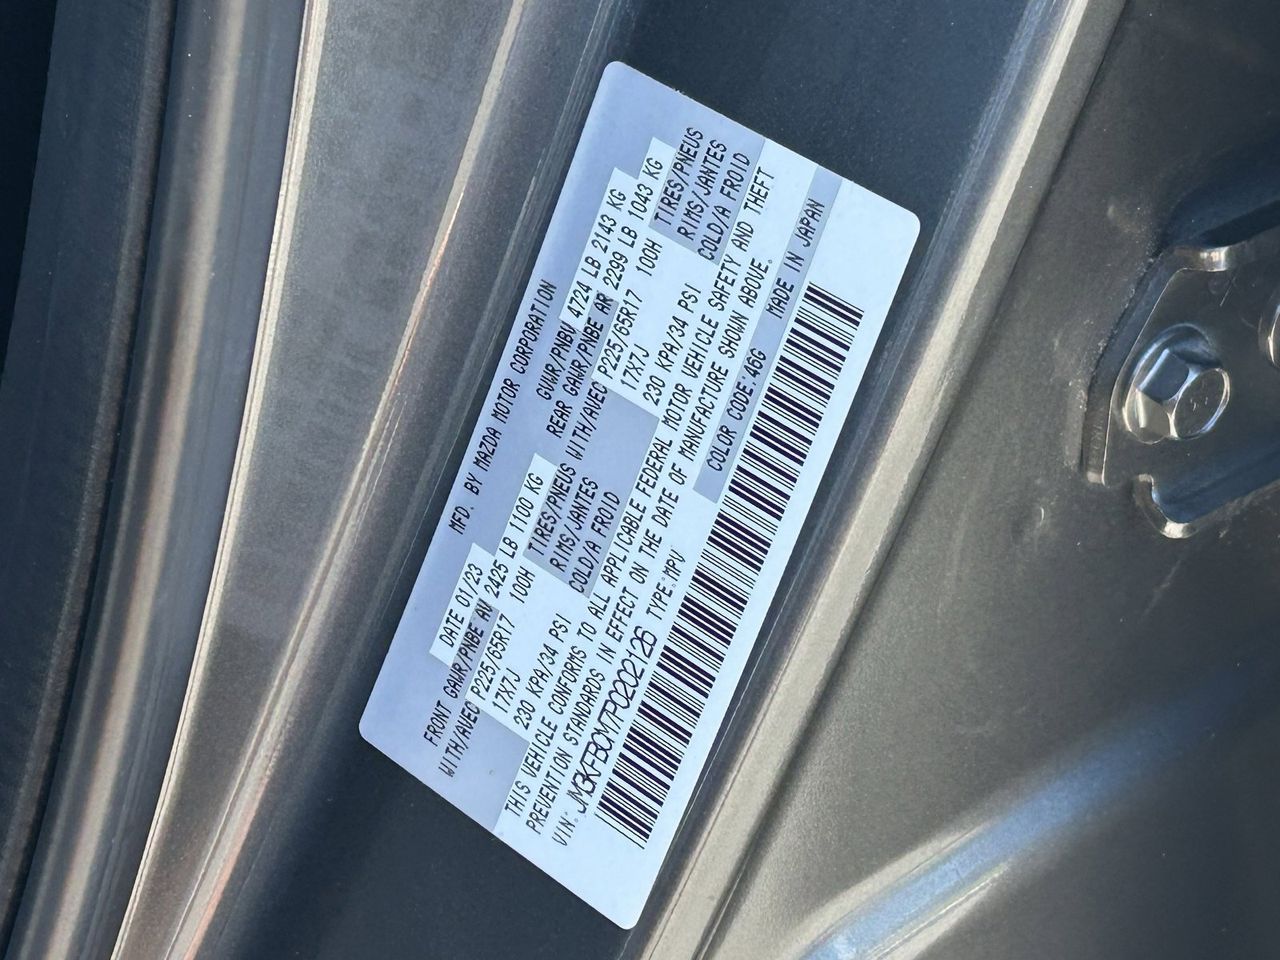 MFD. BY MAZDA MOTOR CORPORATION
DATE 01/23 GVWR/PNBV 4724 LB 2143 KG
FRONT GAWR/PNBE AV 2425 LB 1100 KG REAR GAWR/PNBE AR 2299 LB 1043 KG
WITH/AVEC P225/65R17 100H TIRES/PNEUS WITH/AVEC P225/65R17 100H TIRES/PNEUS
17X7J RIMS/JANTES 17X7J RIMS/JANTES
230 KPA/34 PSI COLD/A FROID 230 KPA/34 PSI COLD/A FROID
THIS VEHICLE CONFORMS TO ALL APPLICABLE FEDERAL MOTOR VEHICLE SAFETY AND THEFT
PREVENTION STANDARDS IN EFFECT ON THE DATE OF MANUFACTURE SHOWN ABOVE.
VIN: JM3KFBCM7P0202126 TYPE:MPV COLOR CODE:46G MADE IN JAPAN